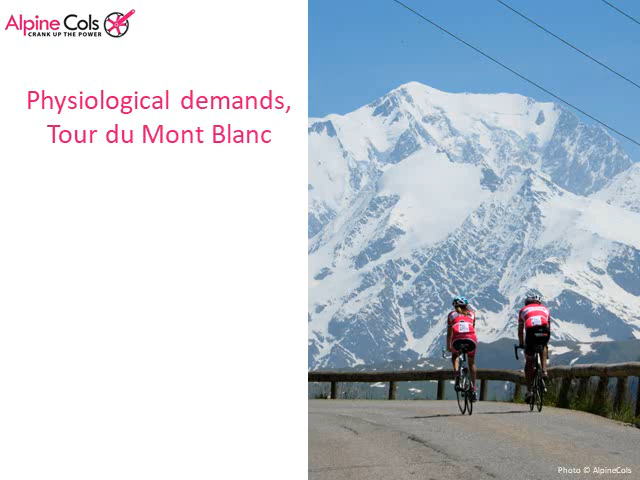 Alpine Cols
CRANK UP THE POWER
Physiological demands,
Tour du Mont Blanc
Photo © AlpineCols